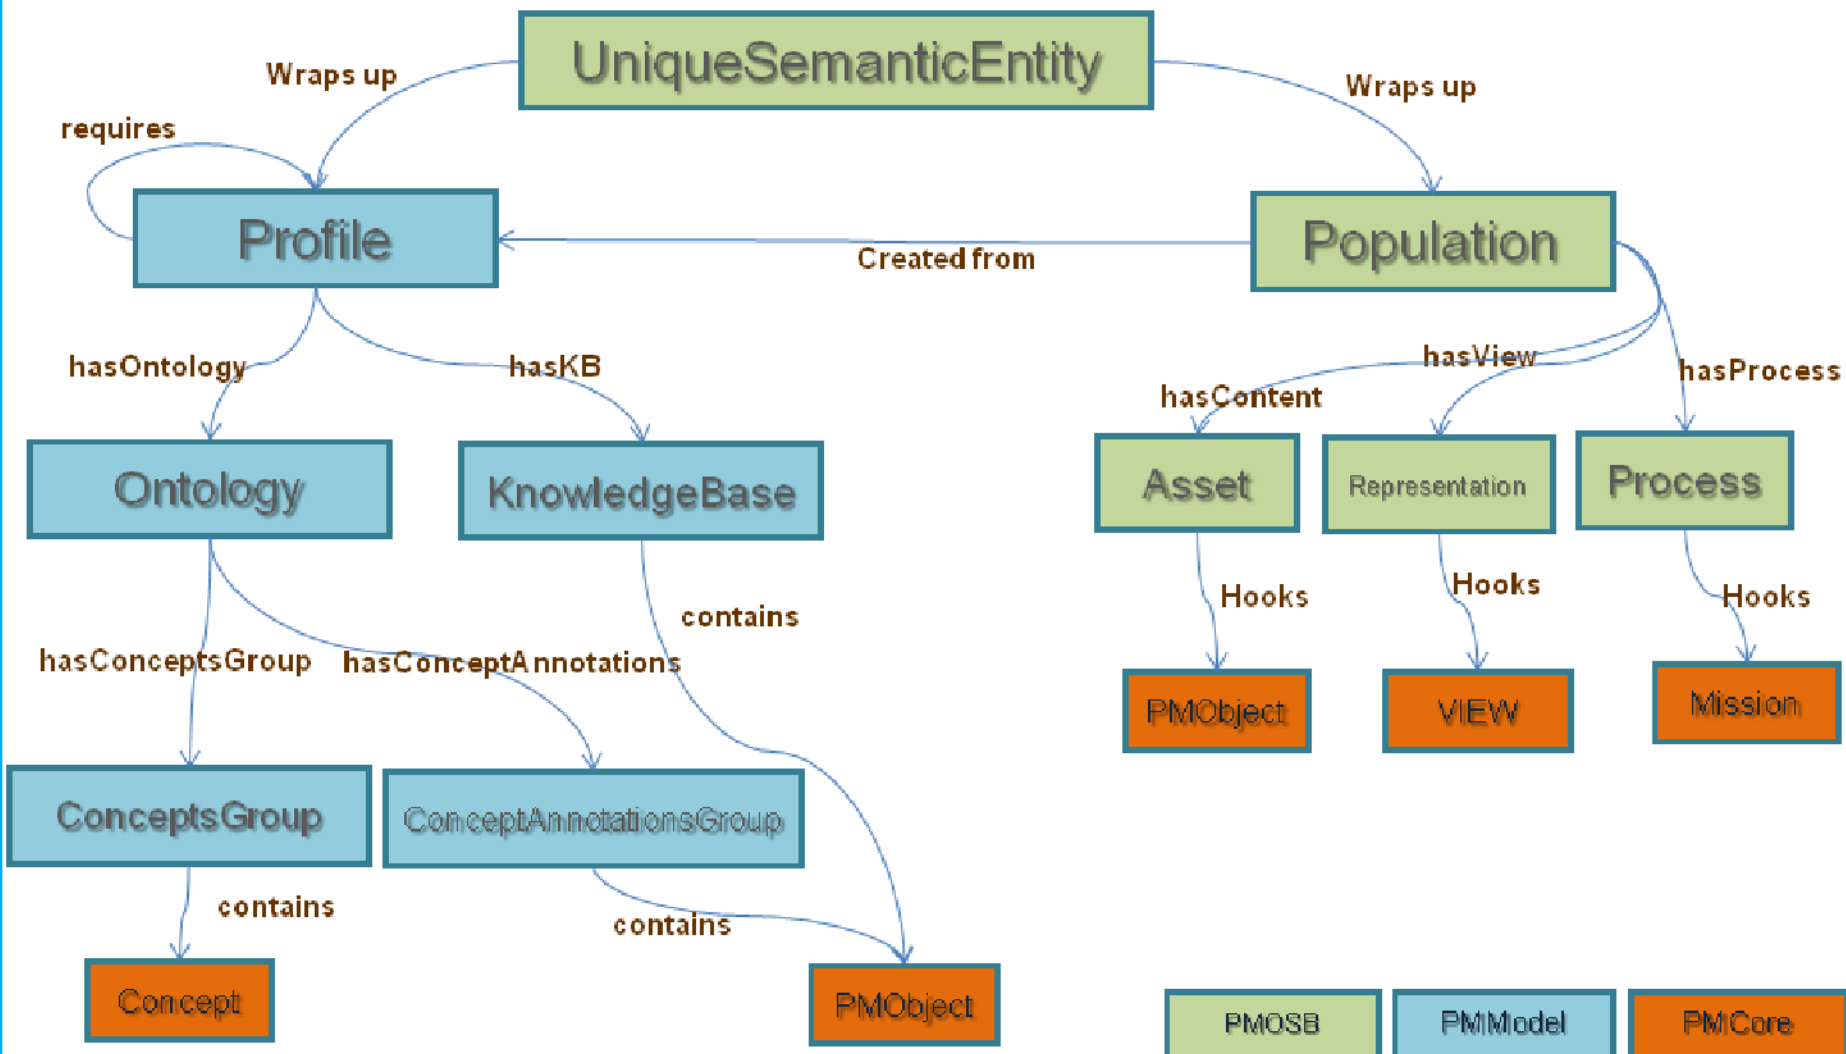 UniqueSemanticEntity
Wraps up
Wraps up
requires
Profile
Population
Created from
hasOntology
hasKB
hasView
hasProcess
hasContent
Ontology
KnowledgeBase
Asset
Representation
Process
contains
Hooks
Hooks
Hooks
hasConceptsGroup
hasConceptAnnotations
PMObject
VIEW
Mission
ConceptsGroup
ConceptAnnotationsGroup
contains
contains
Concept
PMObject
PMOSB
PMModel
PMCore